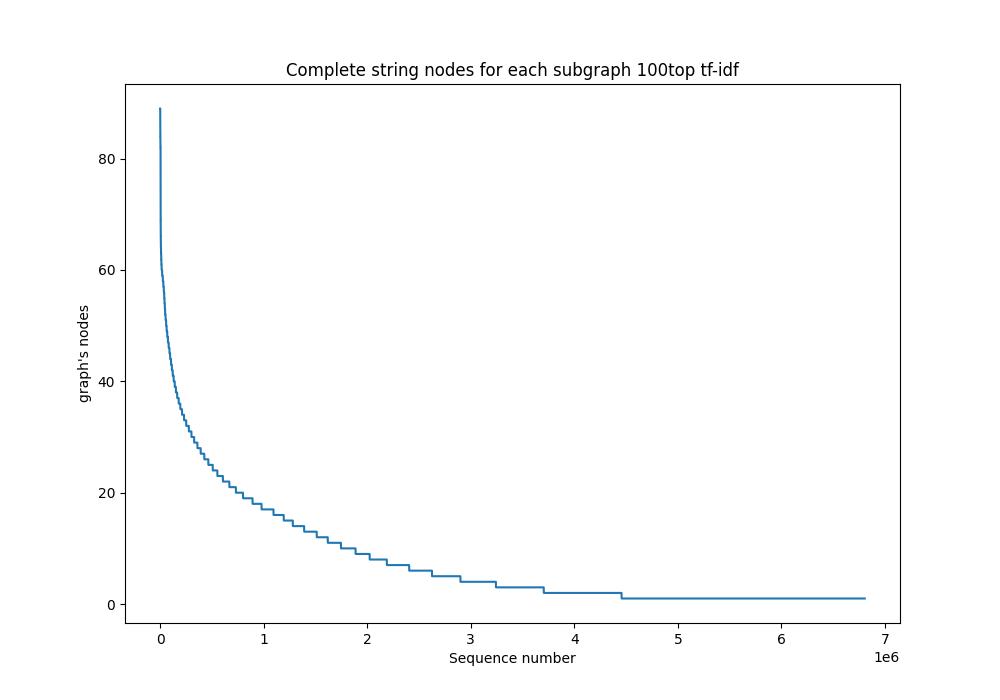 Complete string nodes for each subgraph 100top tf-idf
graph's nodes
80
60
40
20
0
0 1 2 3 4 5 6 7
1e6
Sequence number